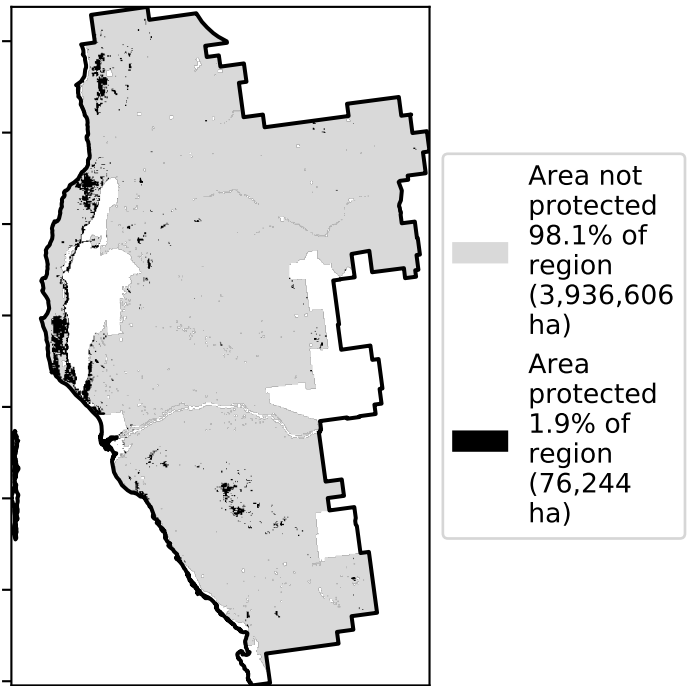 Area not
protected
98.1% of
region
(3,936,606
ha)
Area
protected
1.9% of
region
(76,244
ha)